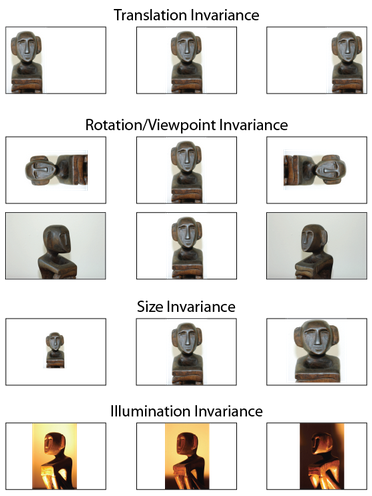 Translation Invariance
Rotation/Viewpoint Invariance
Size Invariance
Illumination Invariance